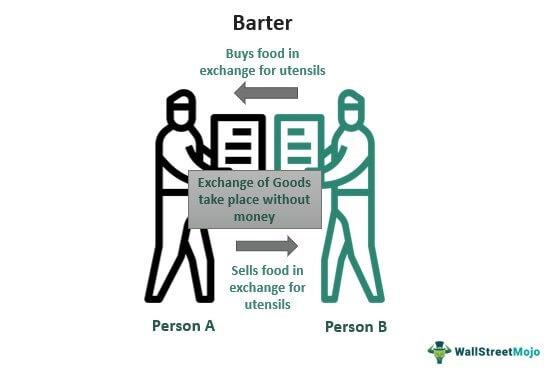 Barter
Buys food in
exchange for utensils
Exchange of Goods
take place without
money
Sells food in
exchange for
utensils
Person A
Person B
WallStreetMojo